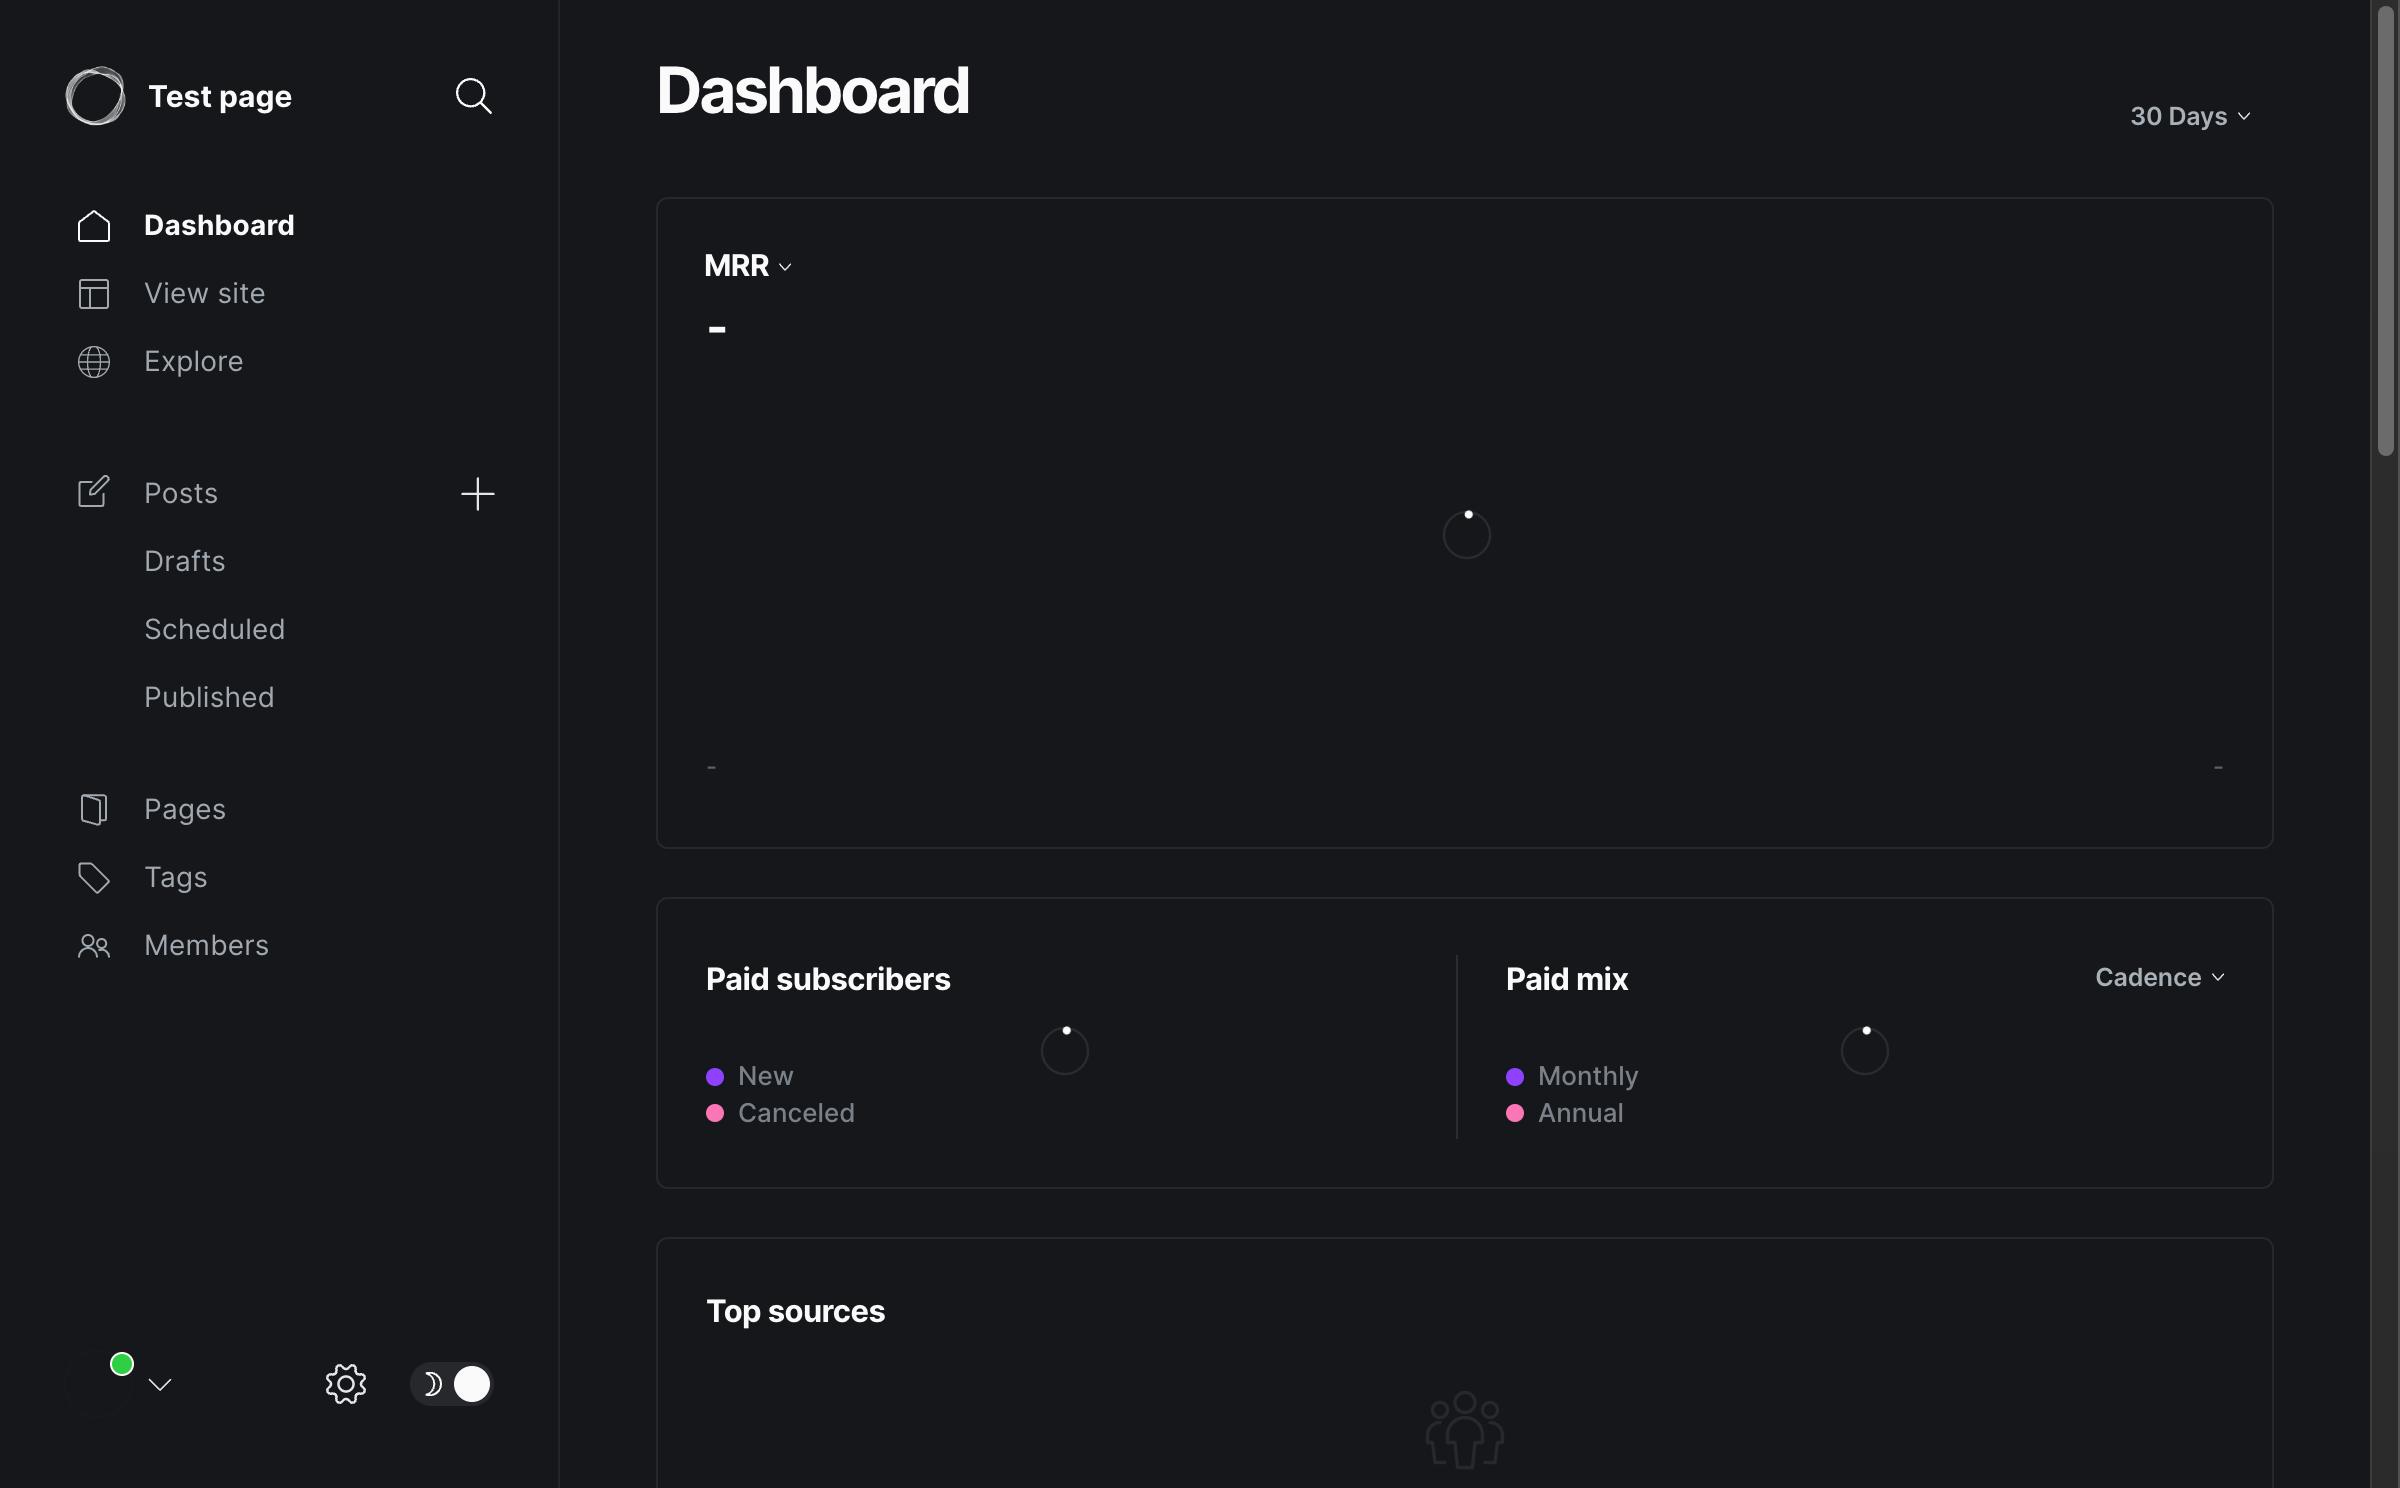 Test page
Dashboard
View site
Explore
Posts
Drafts
Scheduled
Published
Pages
Tags
Members
Dashboard
30 Days
MRR
-
-
-
Paid subscribers
New
Canceled
Paid mix
Cadence
Monthly
Annual
Top sources